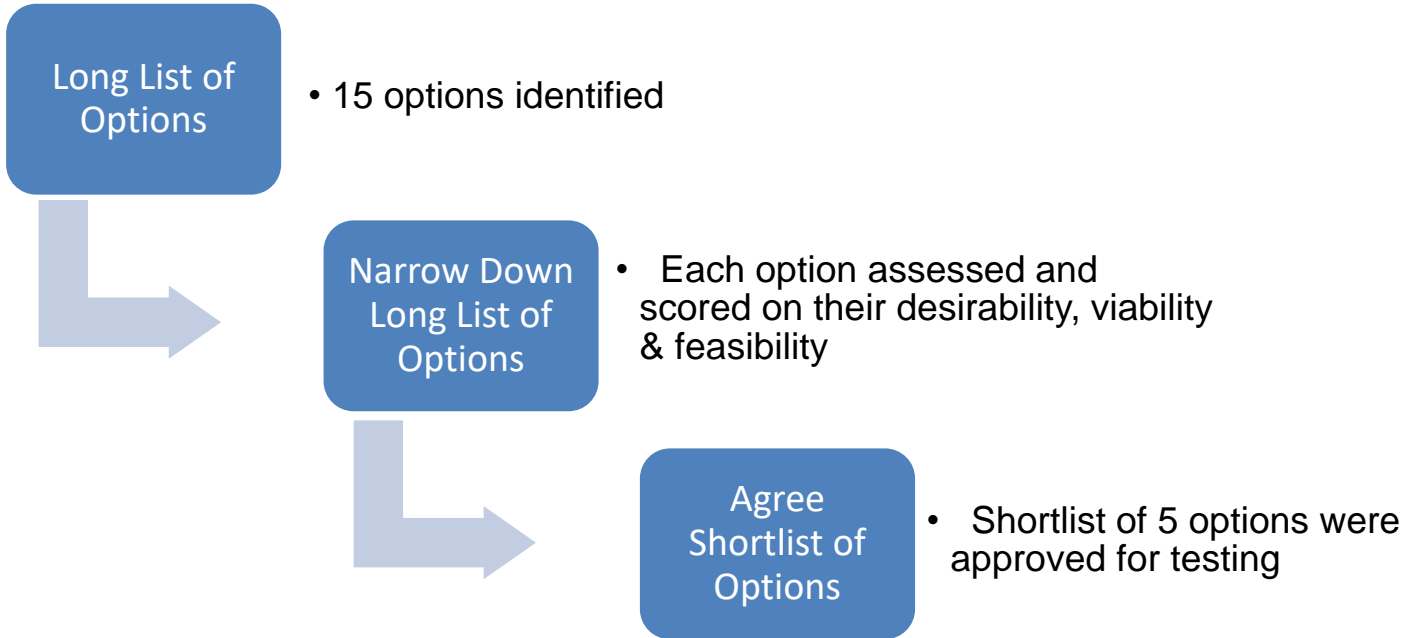 Long List of
Options
• 15 options identified
Narrow Down
Long List of
Options
• Each option assessed and
scored on their desirability, viability
& feasibility
Agree
Shortlist of
Options
• Shortlist of 5 options were
approved for testing